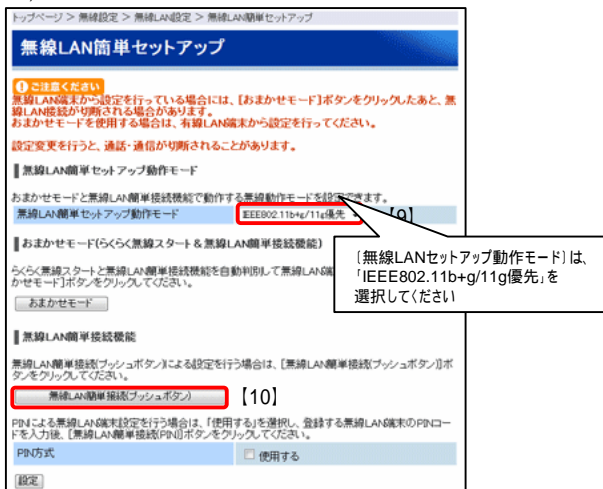 トップページ > 無線設定 > 無線LAN設定 > 無線LAN簡単セットアップ
無線LAN簡単セットアップ
ご注意ください
無線LAN端末から設定を行っている場合には、[おまかせモード]ボタンをクリックしたあと、無
線LAN接続が切断される場合があります。
おまかせモードを使用する場合は、有線LAN端末から設定を行ってください。
設定変更を行うと、通話・通信が切断されることがあります。
無線LAN簡単セットアップ動作モード
おまかせモードと無線LAN簡単接続機能で動作する無線動作モードを設定できます。
無線LAN簡単セットアップ動作モード
IEEE802.11b+g/11g優先
【9】
おまかせモード(らくらく無線スタート&無線LAN簡単接続機能)
[無線LANセットアップ動作モード]は、
「IEEE802.11b+g/11g優先」を
選択してください
らくらく無線スタートと無線LAN簡単接続機能を自動判別して無線LAN端
かせモード]ボタンをクリックしてください。
おまかせモード
無線LAN簡単接続機能
無線LAN簡単接続(プッシュボタン)による設定を行う場合は、[無線LAN簡単接続(プッシュボタン)]ボ
タンをクリックしてください。
無線LAN簡単接続(プッシュボタン)
【10】
PINによる無線LAN端末設定を行う場合は、「使用する」を選択し、登録する無線LAN端末のPINコー
ドを入力後、[無線LAN簡単接続(PIN)]ボタンをクリックしてください。
PIN方式
使用する
設定